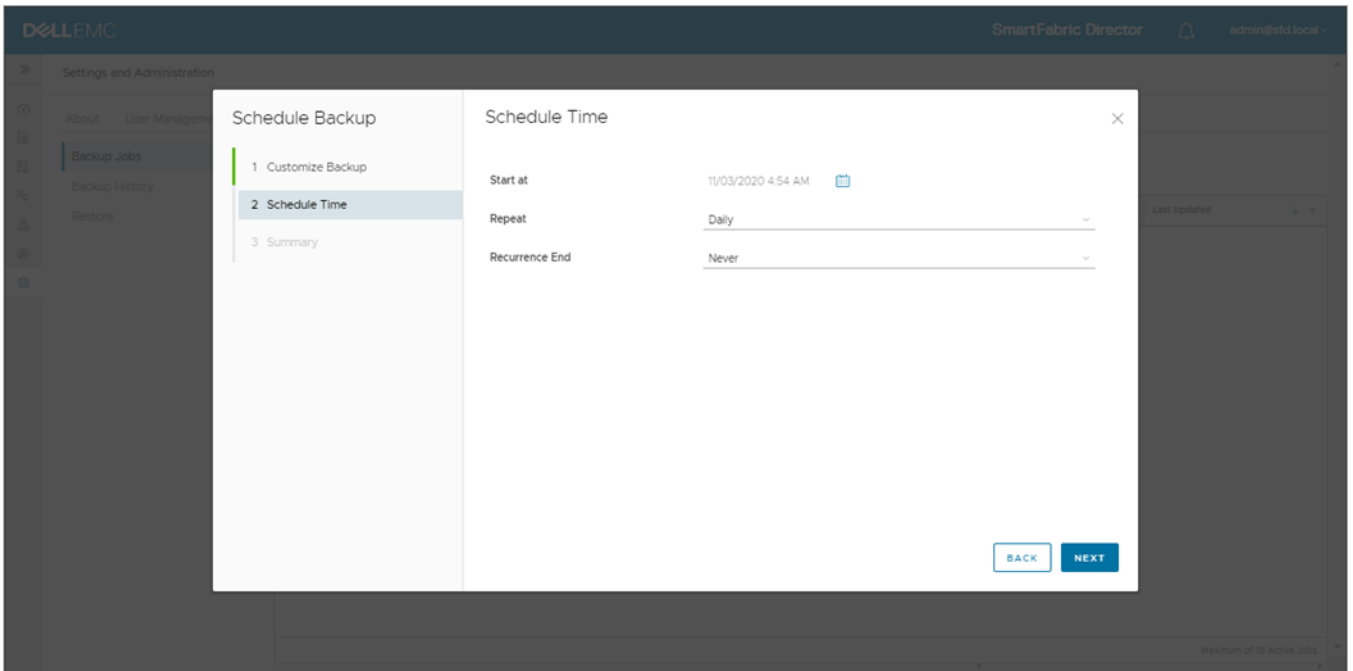 DELLEMC
SmartFabric Director
admin@sfd.local
Settings and Administration
About User Manageme
Backup Jobs
Backup History
Restore
Last Updated
Schedule Backup
1 Customize Backup
2 Schedule Time
3 Summary
Schedule Time
Start at 11/03/2020 4:54 AM
Repeat Daily
Recurrence End Never
BACK NEXT
Maximum of 10 Active Jobs